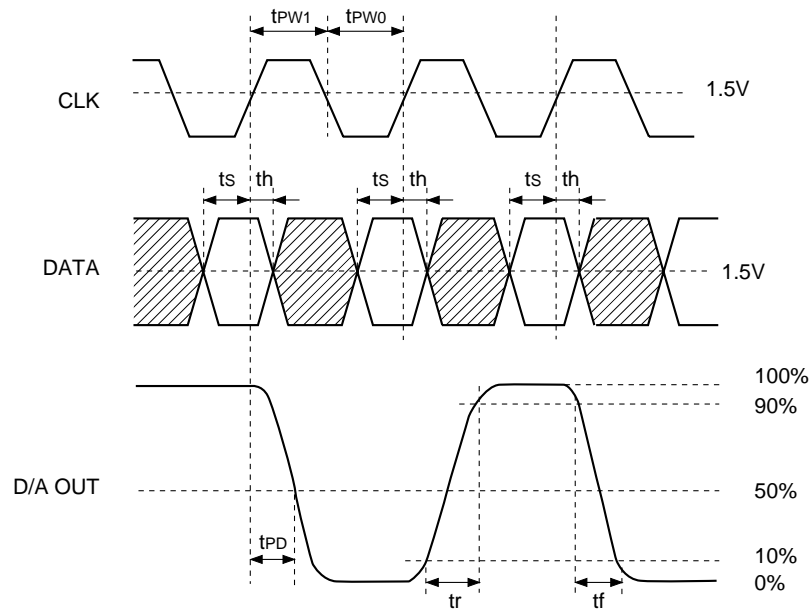 tPW1 tPW0
CLK
1.5V
tS th tS th tS th
DATA
1.5V
100%
90%
D/A OUT
50%
tPD
10%
0%
tr tf